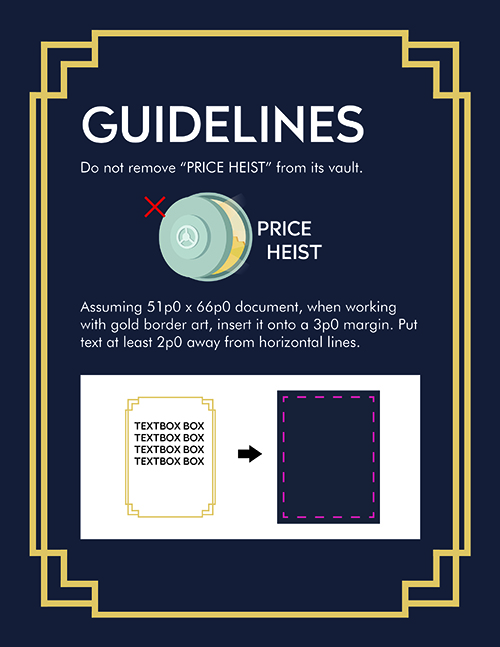 GUIDELINES
Do not remove “PRICE HEIST” from its vault.
PRICE
HEIST
Assuming 51p0 x 66p0 document, when working
with gold border art, insert it onto a 3p0 margin. Put
text at least 2p0 away from horizontal lines.
TEXTBOX BOX
TEXTBOX BOX
TEXTBOX BOX
TEXTBOX BOX